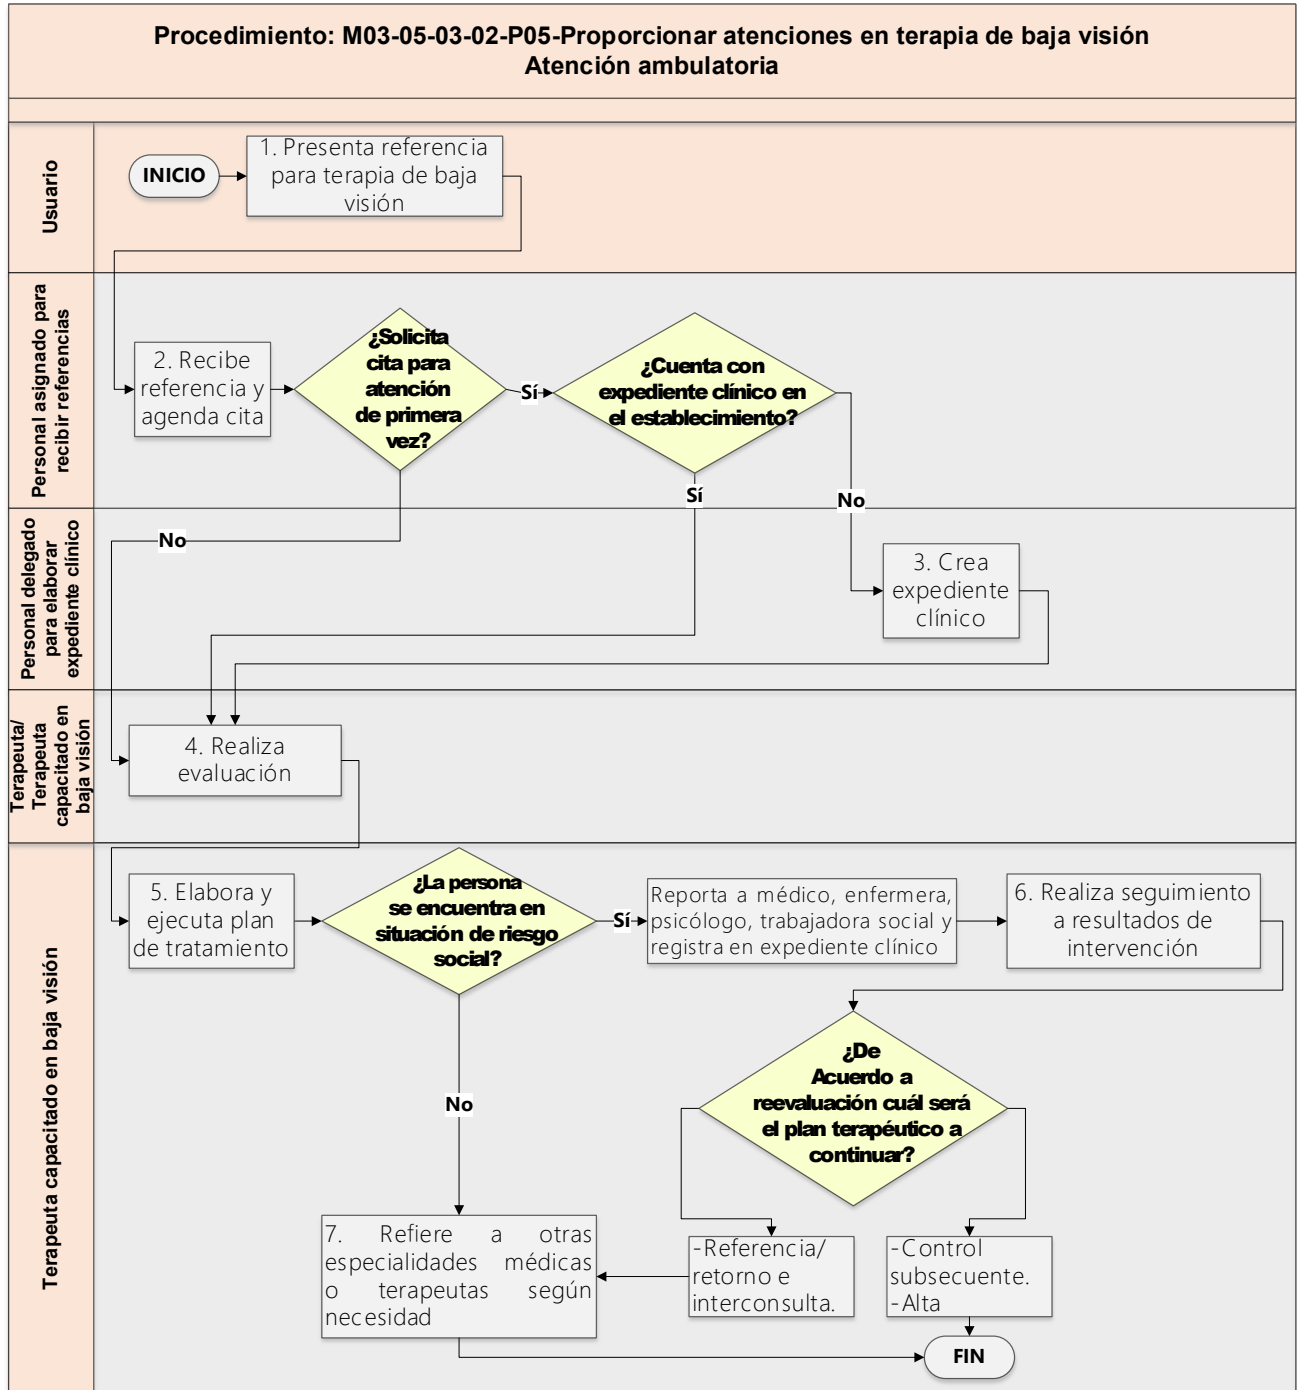 Procedimiento: M03-05-03-02-P05-Proporcionar atenciones en terapia de baja visión
Atención ambulatoria
Usuario
INICIO
1. Presenta referencia
para terapia de baja
visión
Personal asignado para
recibir referencias
2. Recibe
referencia y
agenda cita
¿Solicita
cita para
atención
de primera
vez?
Sí
¿Cuenta con
expediente clínico en
el establecimiento?
Sí
No
Personal delegado
para elaborar
expediente clínico
No
3. Crea
expediente
clínico
Terapeuta/
Terapeuta
capacitado en
baja visión
4. Realiza
evaluación
Terapeuta capacitado en baja visión
5. Elabora y
ejecuta plan
de tratamiento
¿La persona
se encuentra en
situación de riesgo
social?
Sí
Reporta a médico, enfermera,
psicólogo, trabajadora social y
registra en expediente clínico
6. Realiza seguimiento
a resultados de
intervención
No
¿De
Acuerdo a
reevaluación cuál será
el plan terapéutico a
continuar?
7. Refiere a otras
especialidades médicas
o terapeutas según
necesidad
-Referencia/
retorno e
interconsulta.
-Control
subsecuente.
-Alta
FIN